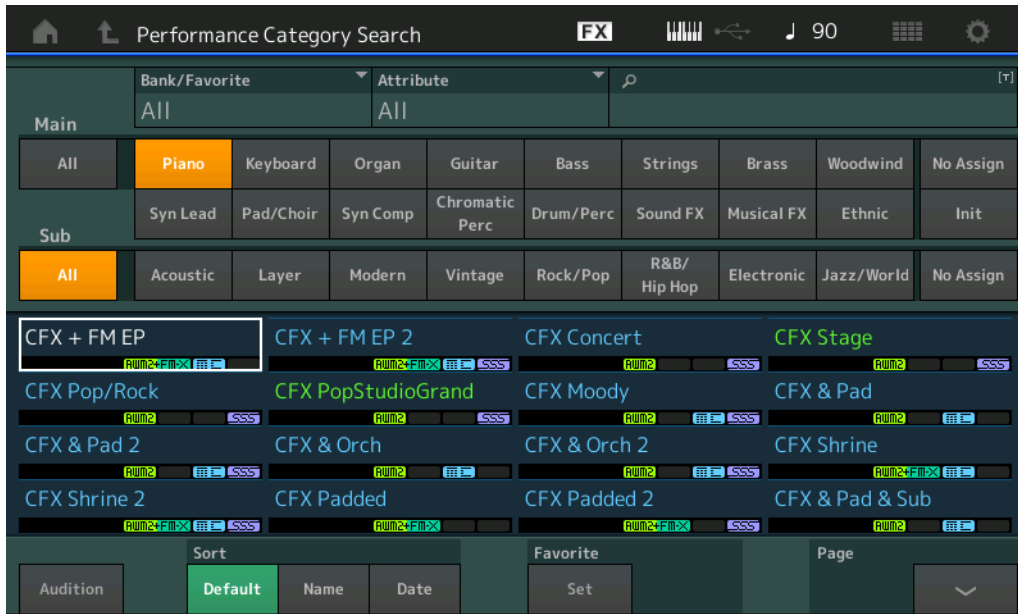 Performance Category Search FX 90
Bank/Favorite Attribute [T]
All All
Main
All Piano Keyboard Organ Guitar Bass Strings Brass Woodwind No Assign
Syn Lead Pad/Choir Syn Comp Chromatic Perc Drum/Perc Sound FX Musical FX Ethnic Init
Sub
All Acoustic Layer Modern Vintage Rock/Pop R&B/ Hip Hop Electronic Jazz/World No Assign
CFX + FM EP CFX + FM EP 2 CFX Concert CFX Stage
AWM2+FM-X AWM2+FM-X SSS AWM2 SSS AWM2 SSS
CFX Pop/Rock CFX PopStudioGrand CFX Moody CFX & Pad
AWM2 SSS AWM2 SSS AWM2 SSS AWM2
CFX & Pad 2 CFX & Orch CFX & Orch 2 CFX Shrine
AWM2 SSS AWM2 AWM2 SSS AWM2+FM-X
CFX Shrine 2 CFX Padded CFX Padded 2 CFX & Pad & Sub
AWM2+FM-X SSS AWM2+FM-X AWM2+FM-X SSS AWM2
Sort Favorite Page
Audition Default Name Date Set